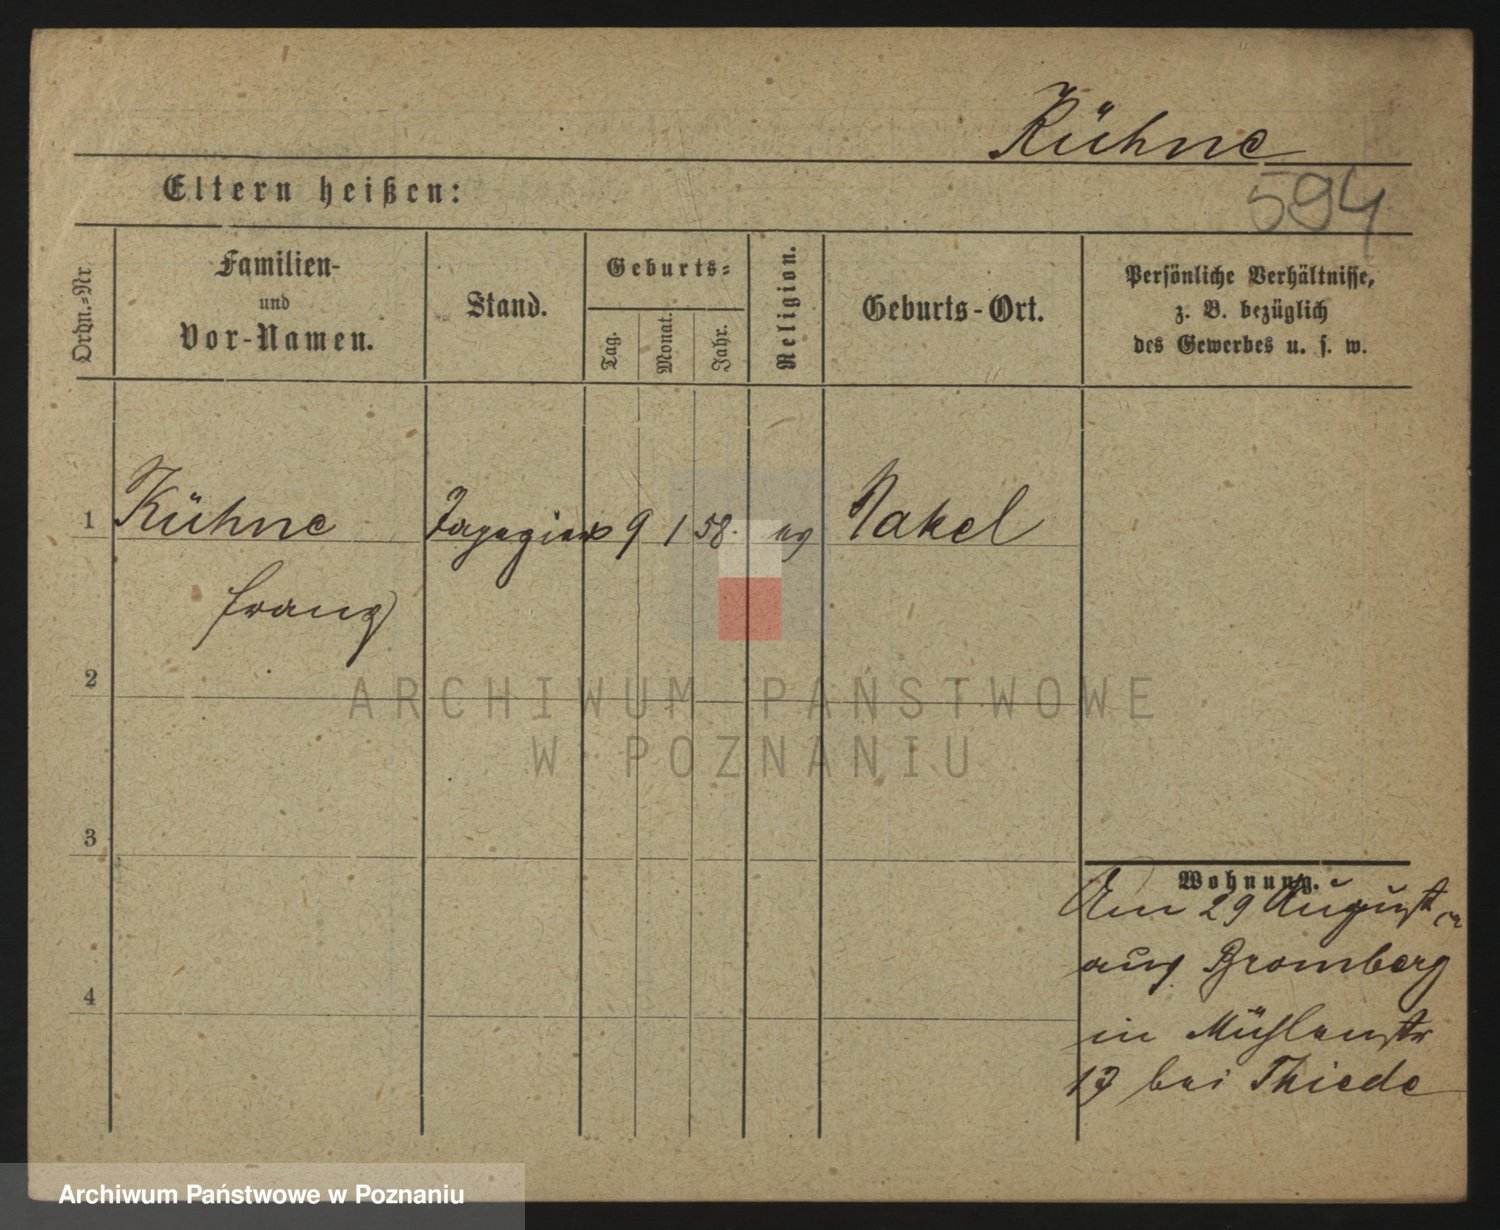 Kühne
594
Eltern heißen:
Ordn.-Nr.
Familien-
und
Vor-Namen.
Stand.
Geburts-
Tag.
Monat.
Jahr.
Religion.
Geburts-Ort.
Persönliche Verhältnisse,
z. B. bezüglich
des Gewerbes u. s. w.
1 Kühne Tapezier 9 1 58. ev Nakel
Franz
2
3
4
Wohnung.
Am 29 August
aus Bromberg
in Mühlenstr
17 bei Thiede
ARCHIWUM PAŃSTWOWE
W POZNANIU
Archiwum Państwowe w Poznaniu